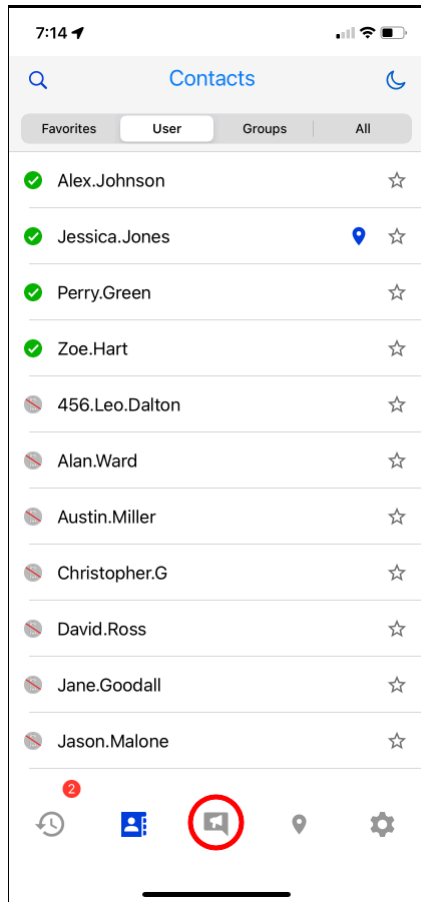 7:14
Contacts
Favorites User Groups All
Alex.Johnson
Jessica.Jones
Perry.Green
Zoe.Hart
456.Leo.Dalton
Alan.Ward
Austin.Miller
Christopher.G
David.Ross
Jane.Goodall
Jason.Malone
2